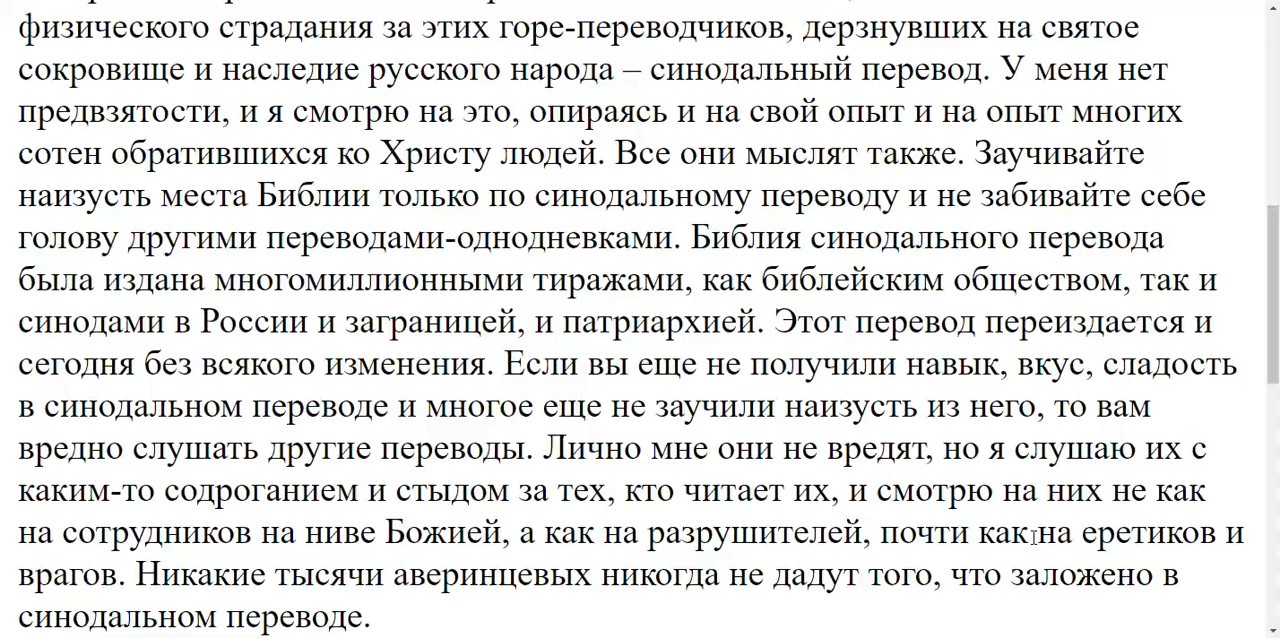 физического страдания за этих горе-переводчиков, дерзнувших на святое
сокровище и наследие русского народа – синодальный перевод. У меня нет
предвзятости, и я смотрю на это, опираясь и на свой опыт и на опыт многих
сотен обратившихся ко Христу людей. Все они мыслят также. Заучивайте
наизусть места Библии только по синодальному переводу и не забивайте себе
голову другими переводами-однодневками. Библия синодального перевода
была издана многомиллионными тиражами, как библейским обществом, так и
синодами в России и заграницей, и патриархией. Этот перевод переиздается и
сегодня без всякого изменения. Если вы еще не получили навык, вкус, сладость
в синодальном переводе и многое еще не заучили наизусть из него, то вам
вредно слушать другие переводы. Лично мне они не вредят, но я слушаю их с
каким-то содроганием и стыдом за тех, кто читает их, и смотрю на них не как
на сотрудников на ниве Божией, а как на разрушителей, почти как на еретиков и
врагов. Никакие тысячи аверинцевых никогда не дадут того, что заложено в
синодальном переводе.